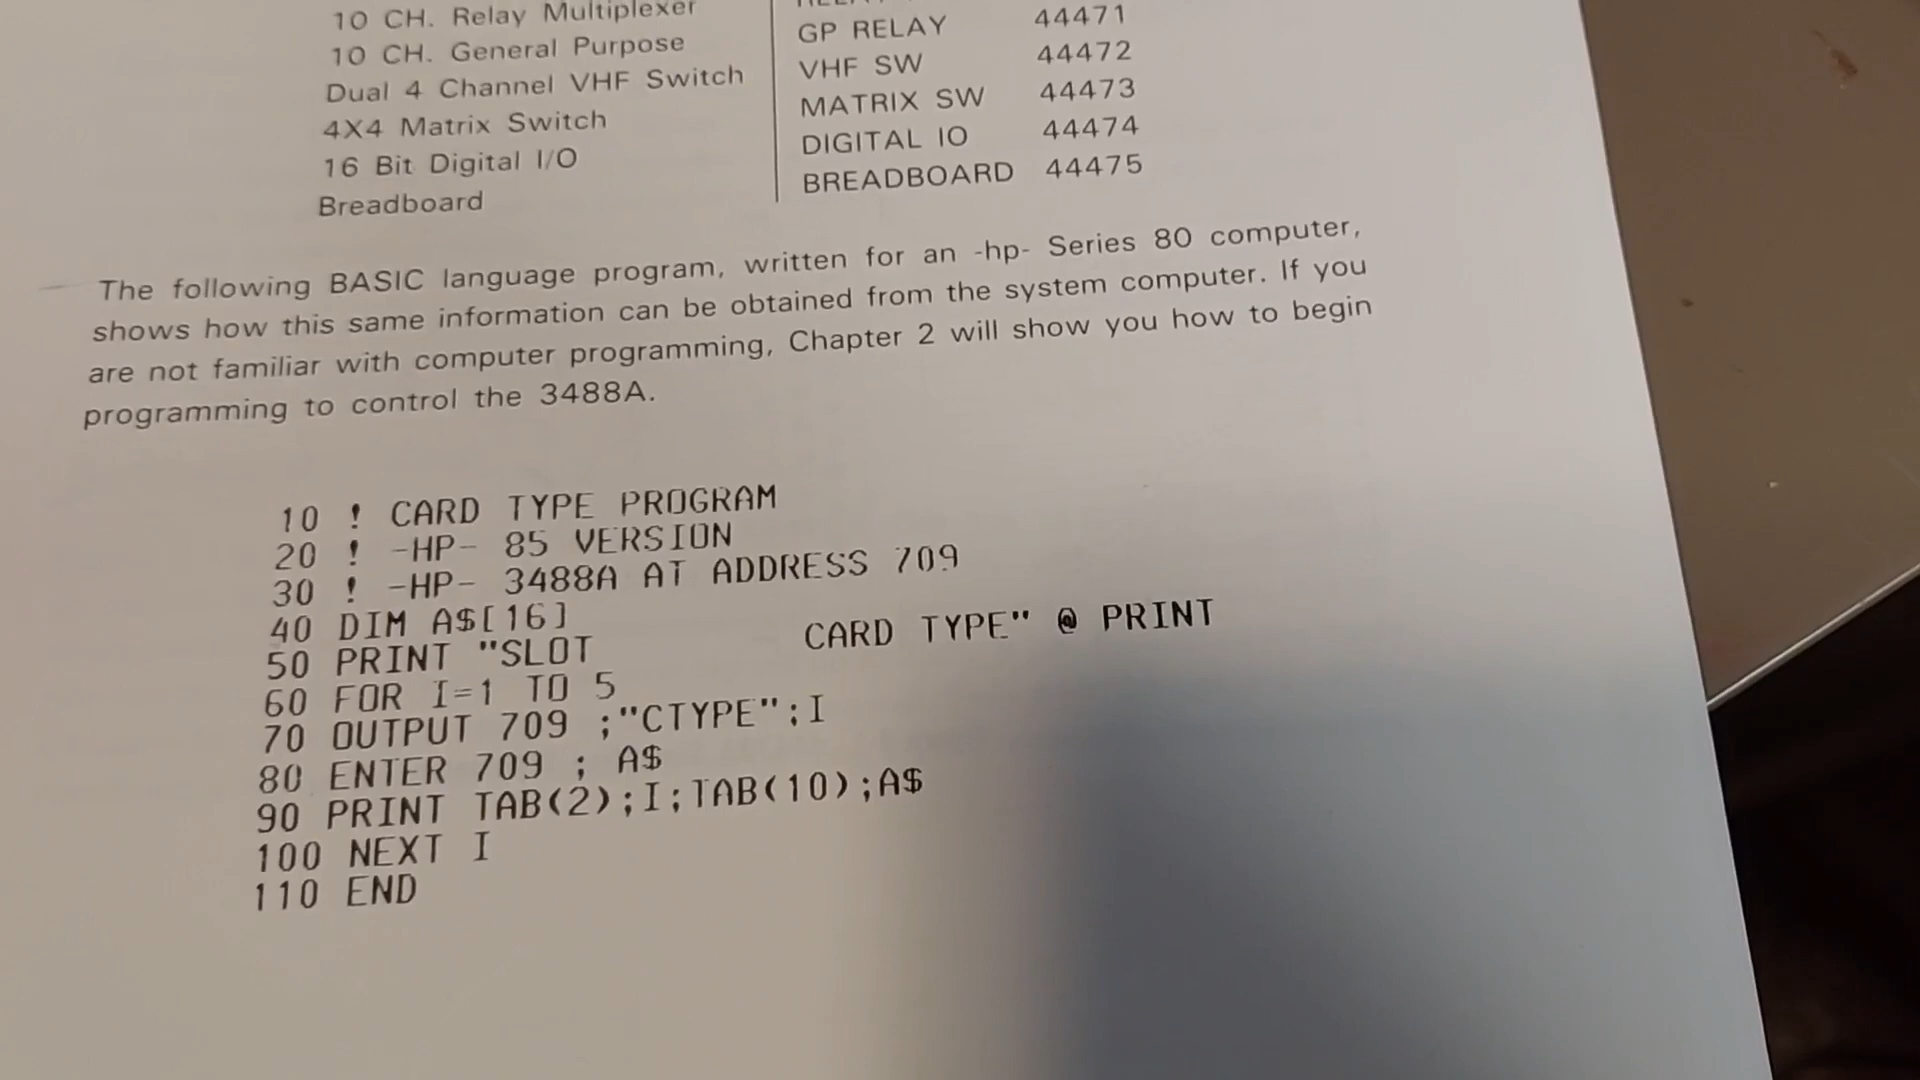 10 CH. Relay Multiplexer
10 CH. General Purpose
Dual 4 Channel VHF Switch
4X4 Matrix Switch
16 Bit Digital I/O
Breadboard
GP RELAY 44471
VHF SW 44472
MATRIX SW 44473
DIGITAL IO 44474
BREADBOARD 44475
The following BASIC language program, written for an -hp- Series 80 computer,
shows how this same information can be obtained from the system computer. If you
are not familiar with computer programming, Chapter 2 will show you how to begin
programming to control the 3488A.
10 ! CARD TYPE PROGRAM
20 ! -HP- 85 VERSION
30 ! -HP- 3488A AT ADDRESS 709
40 DIM A$[16]
50 PRINT "SLOT CARD TYPE" @ PRINT
60 FOR I=1 TO 5
70 OUTPUT 709 ;"CTYPE";I
80 ENTER 709 ; A$
90 PRINT TAB(2);I;TAB(10);A$
100 NEXT I
110 END